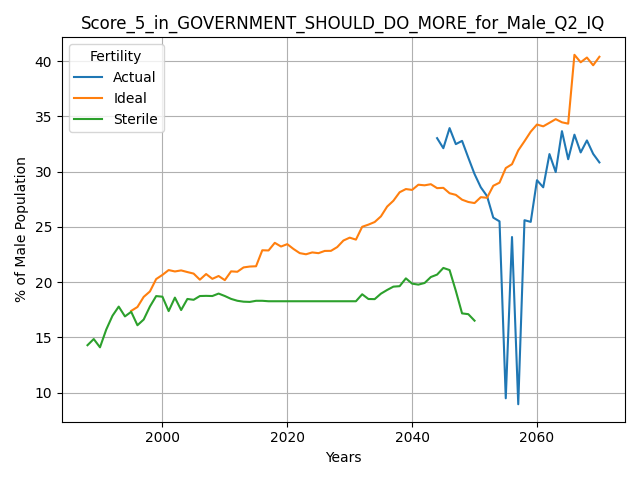 Score_5_in_GOVERNMENT_SHOULD_DO_MORE_for_Male_Q2_IQ
Fertility
Actual
Ideal
Sterile
% of Male Population
40
35
30
25
20
15
10
2000
2020
2040
2060
Years